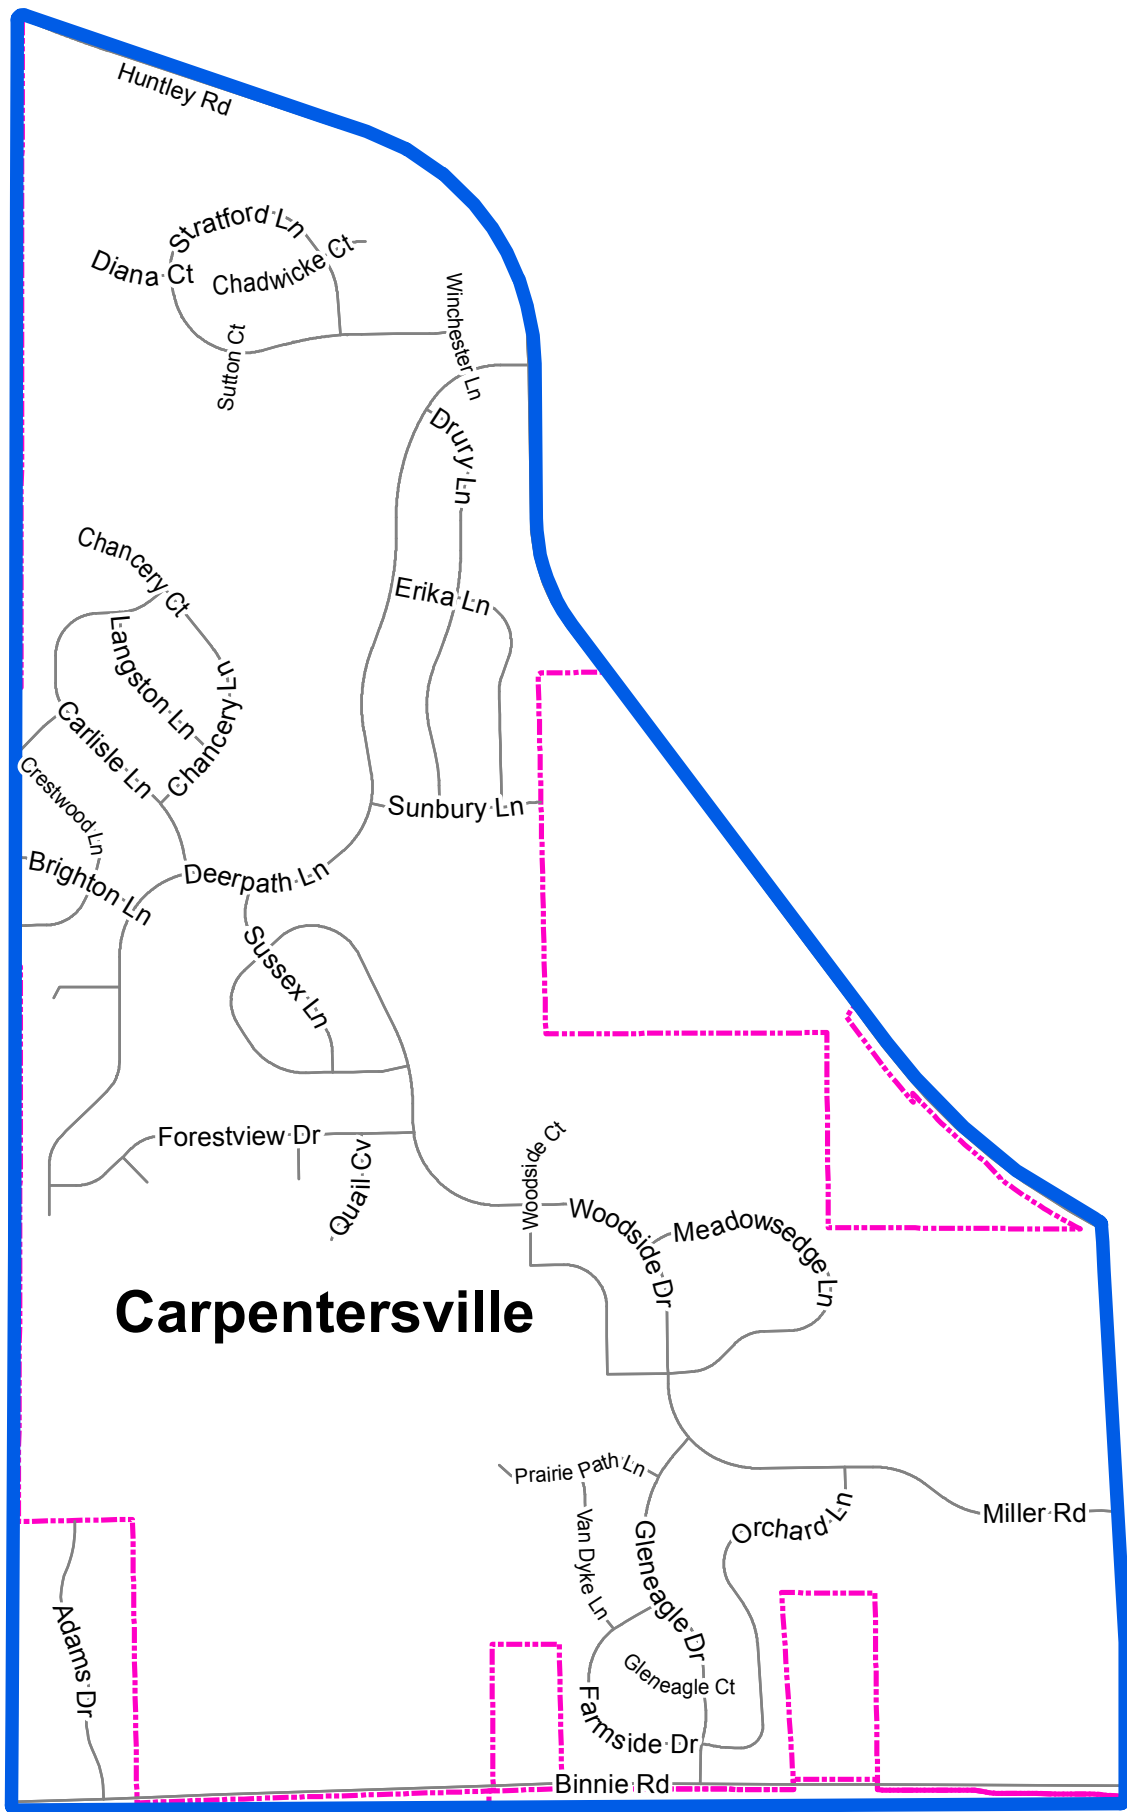 Huntley Rd
Stratford Ln
Diana Ct
Chadwicke Ct
Winchester Ln
Sutton Ct
Drury Ln
Chancery Ct
Erika Ln
Langston Ln
Chancery Ln
Carlisle Ln
Crestwood Ln
Sunbury Ln
Brighton Ln
Deerpath Ln
Sussex Ln
Forestview Dr
Quail Cv
Woodside Ct
Woodside Dr
Meadowsedge Ln
Carpentersville
Prairie Path Ln
Van Dyke Ln
Gleneagle Dr
Orchard Ln
Miller Rd
Adams Dr
Gleneagle Ct
Farmside Dr
Binnie Rd